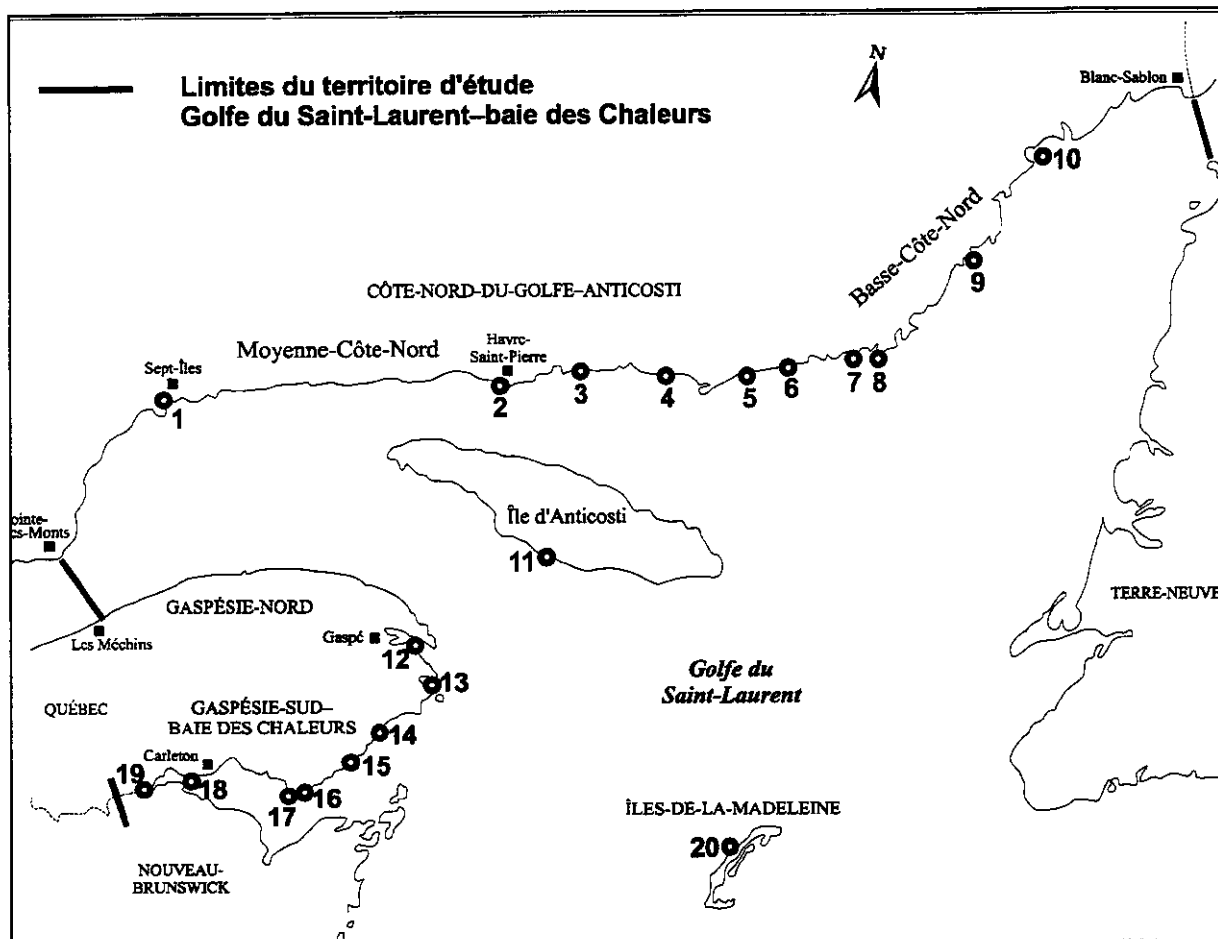 Limites du territoire d'étude
Golfe du Saint-Laurent–baie des Chaleurs
N
Blanc-Sablon
10
Basse-Côte-Nord
9
CÔTE-NORD-DU-GOLFE–ANTICOSTI
Moyenne-Côte-Nord
Havre-
Saint-Pierre
Sept-Îles
1
2
3
4
5
6
7
8
Île d'Anticosti
11
ointe-
es-Monts
GASPÉSIE-NORD
Les Méchins
TERRE-NEUVE
Gaspé
12
13
Golfe du
Saint-Laurent
QUÉBEC
GASPÉSIE-SUD–
BAIE DES CHALEURS
14
Carleton
15
19
18
17
16
ÎLES-DE-LA-MADELEINE
20
NOUVEAU-
BRUNSWICK